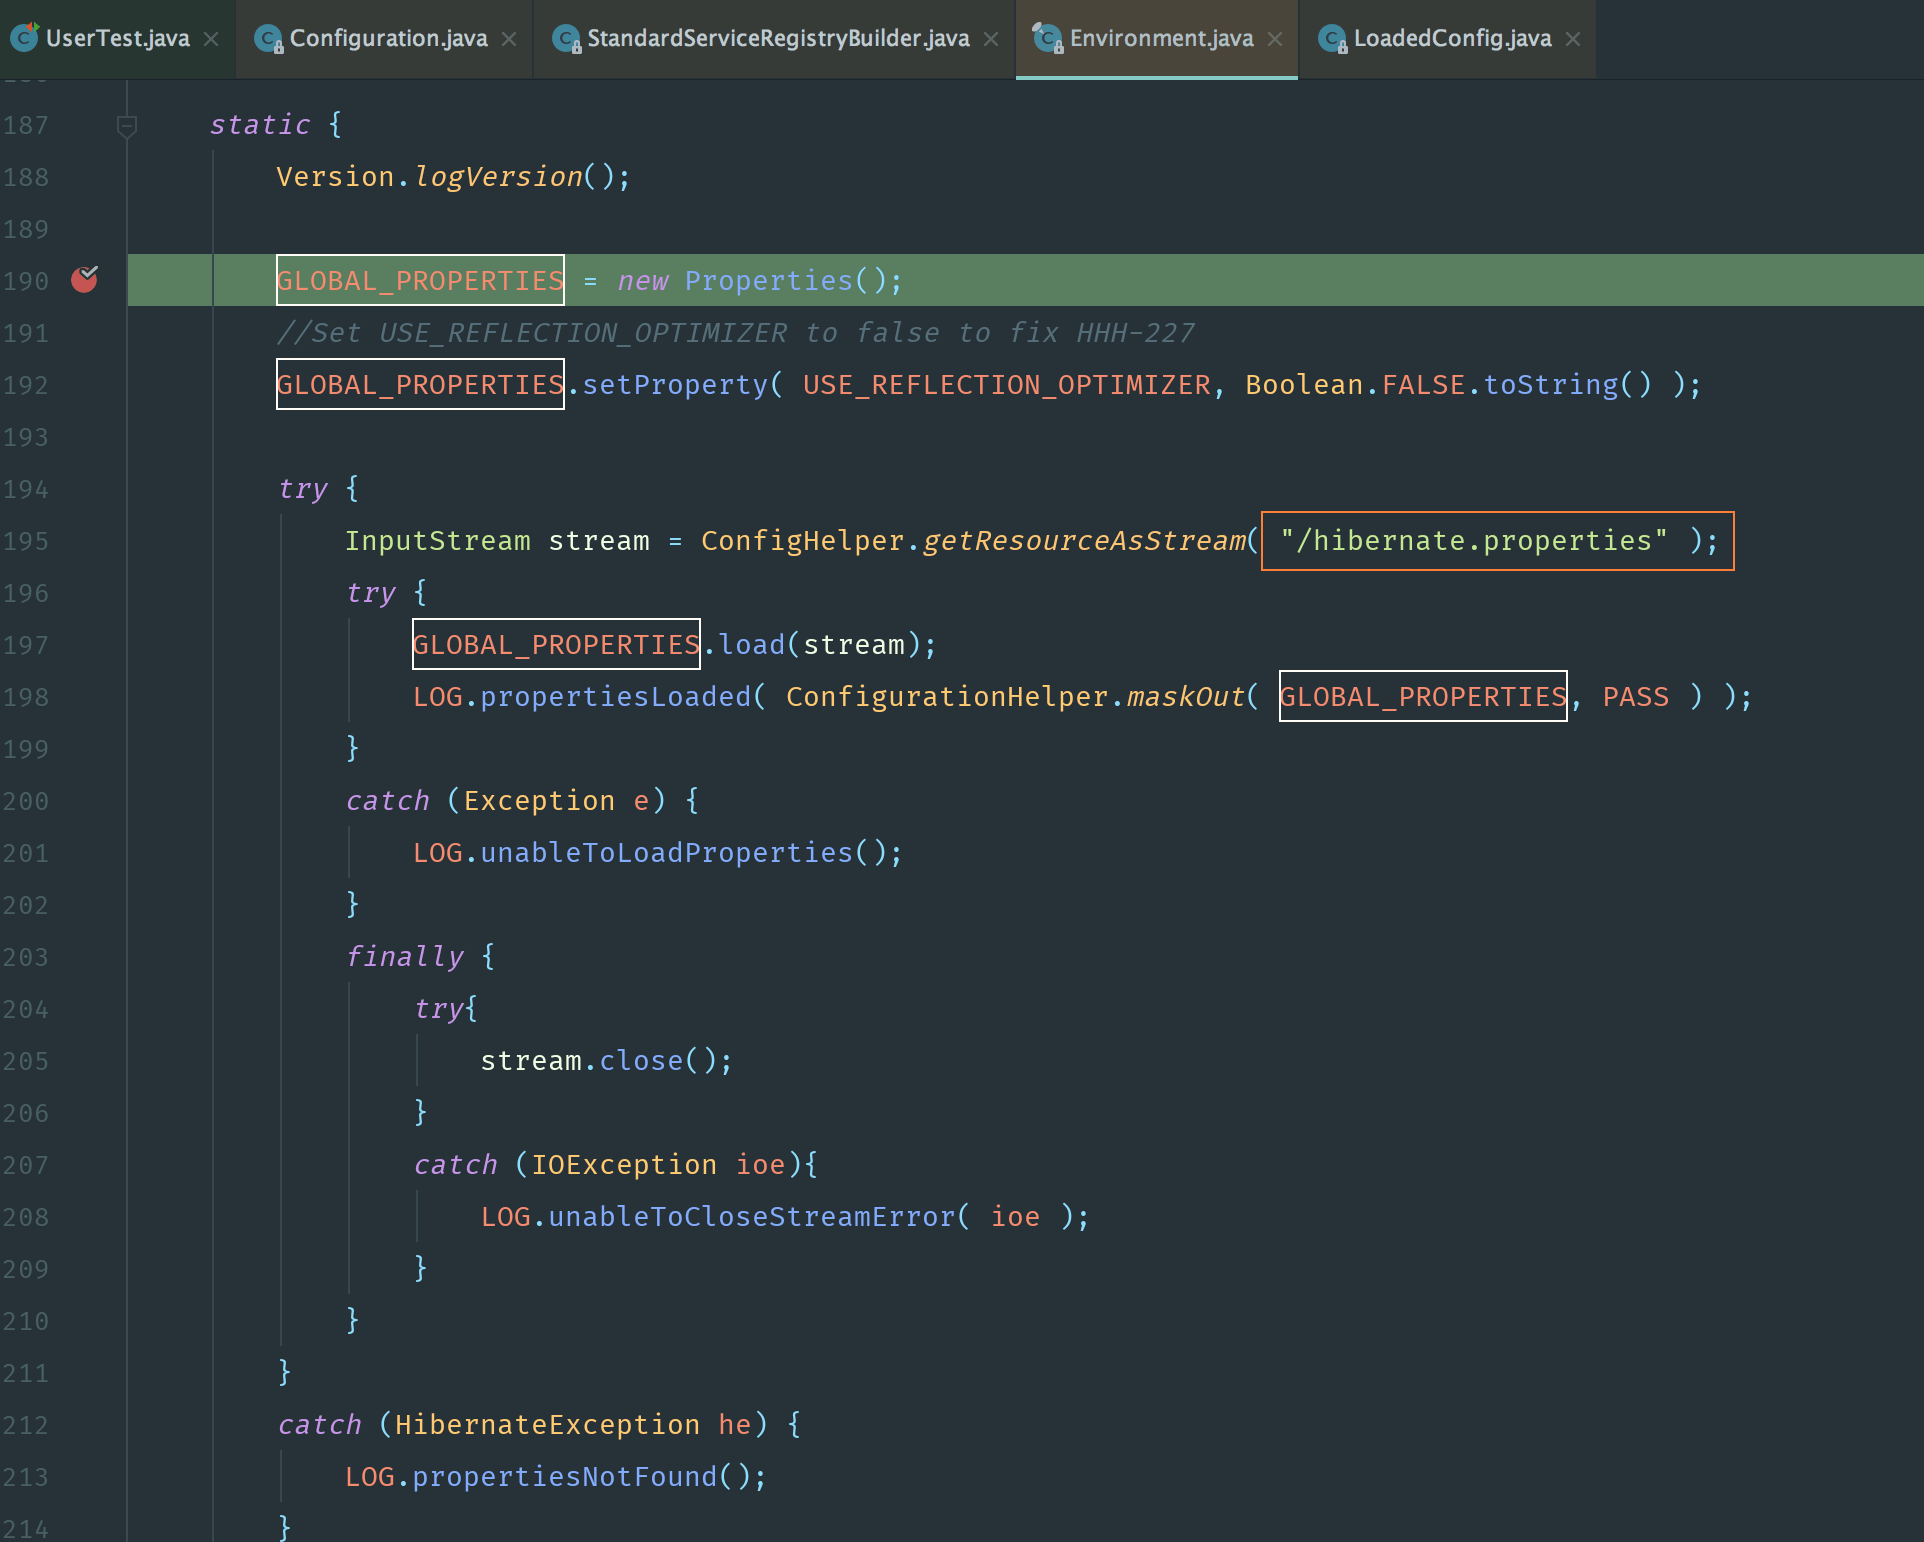 UserTest.java Configuration.java StandardServiceRegistryBuilder.java Environment.java LoadedConfig.java
187 static {
188 Version.logVersion();
189
190 GLOBAL_PROPERTIES = new Properties();
191 //Set USE_REFLECTION_OPTIMIZER to false to fix HHH-227
192 GLOBAL_PROPERTIES.setProperty( USE_REFLECTION_OPTIMIZER, Boolean.FALSE.toString() );
193
194 try {
195 InputStream stream = ConfigHelper.getResourceAsStream( "/hibernate.properties" );
196 try {
197 GLOBAL_PROPERTIES.load(stream);
198 LOG.propertiesLoaded( ConfigurationHelper.maskOut( GLOBAL_PROPERTIES, PASS ) );
199 }
200 catch (Exception e) {
201 LOG.unableToLoadProperties();
202 }
203 finally {
204 try{
205 stream.close();
206 }
207 catch (IOException ioe){
208 LOG.unableToCloseStreamError( ioe );
209 }
210 }
211 }
212 catch (HibernateException he) {
213 LOG.propertiesNotFound();
214 }